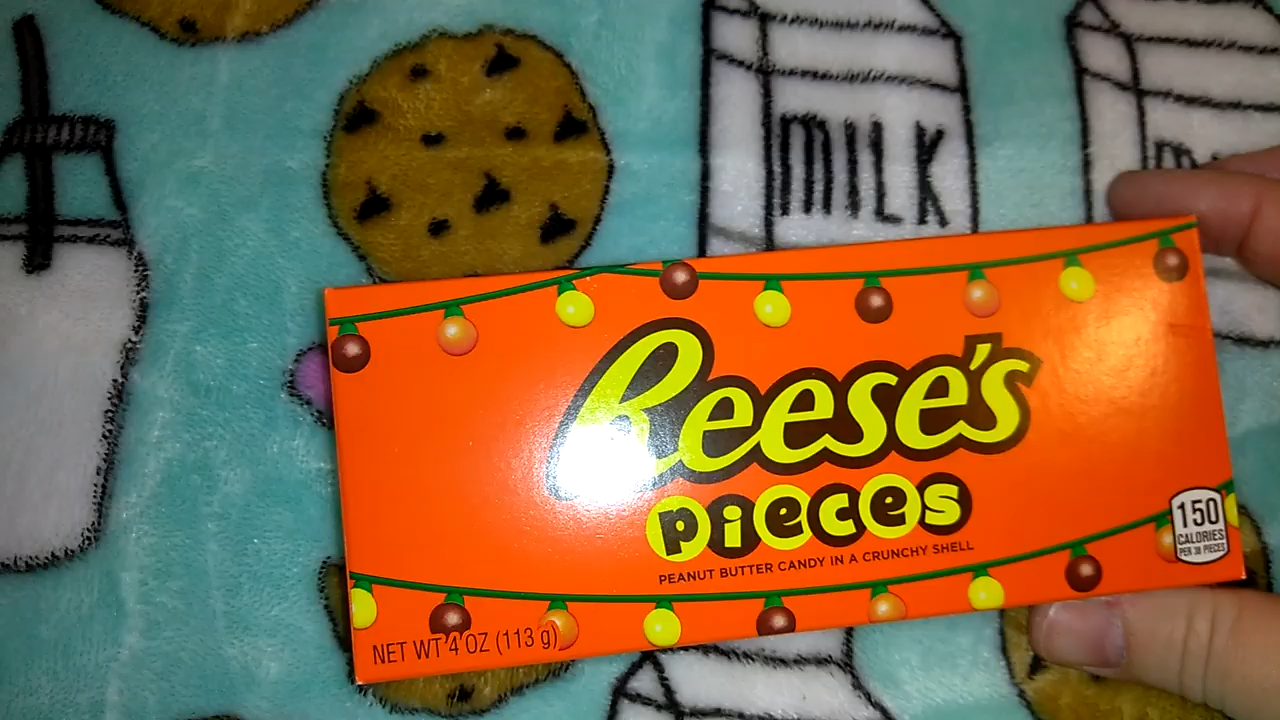 MILK
Reese's
pieces
PEANUT BUTTER CANDY IN A CRUNCHY SHELL
150
CALORIES
PER 38 PIECES
NET WT 4 OZ (113 g)